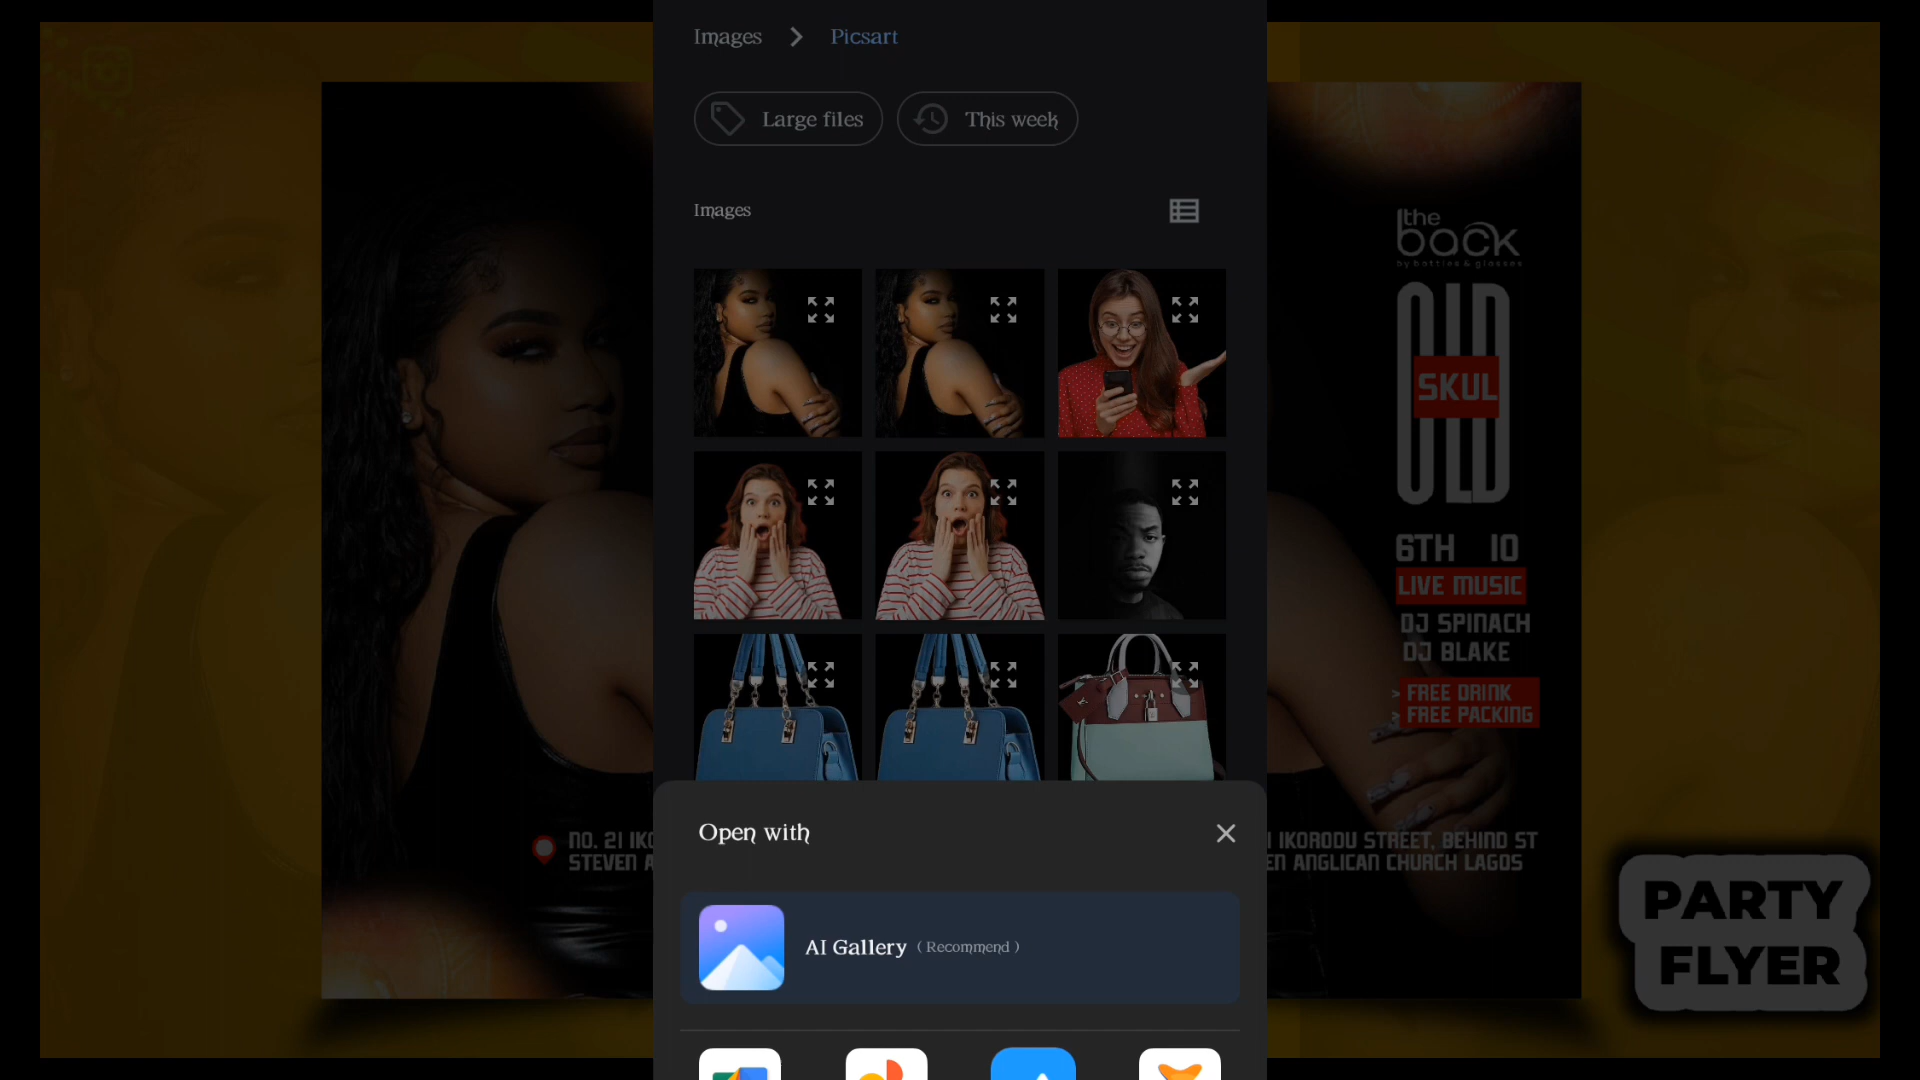 Images
Picsart
Large files
This week
Images
the
back
by bottles & glasses
OLD
SKUL
6TH 10
LIVE MUSIC
DJ SPINACH
DJ BLAKE
> FREE DRINK
> FREE PACKING
NO. 21 IKO
STEVEN A
IKORODU STREET, BEHIND ST
EN ANGLICAN CHURCH LAGOS
Open with
AI Gallery ( Recommend )
PARTY
FLYER